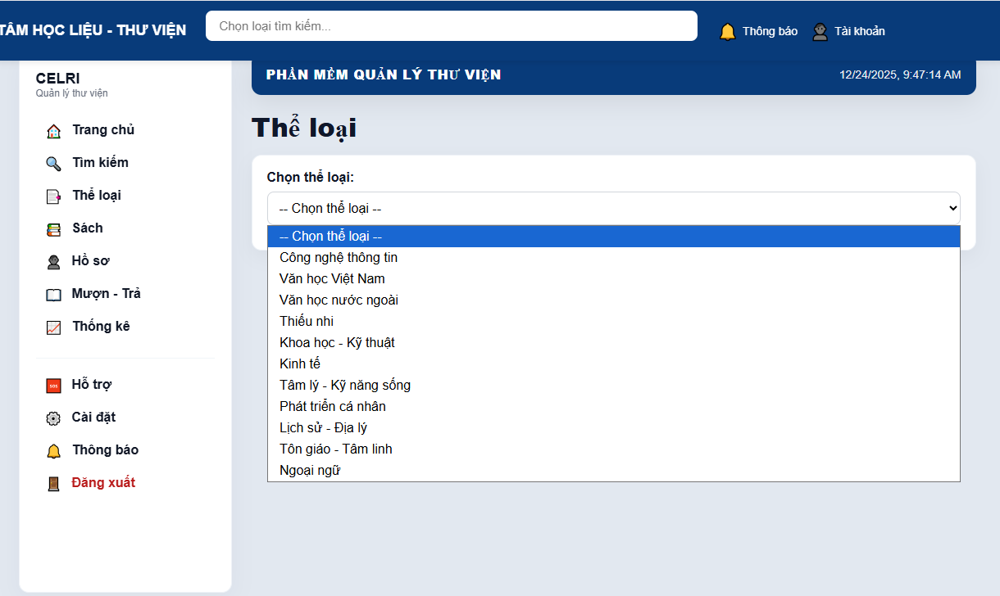 TÂM HỌC LIỆU - THƯ VIỆN
Chọn loại tìm kiếm...
Thông báo
Tài khoản
CELRI
Quản lý thư viện
Trang chủ
Tìm kiếm
Thể loại
Sách
Hồ sơ
Mượn - Trả
Thống kê
SOS
Hỗ trợ
Cài đặt
Thông báo
Đăng xuất
PHẦN MỀM QUẢN LÝ THƯ VIỆN
12/24/2025, 9:47:14 AM
Thể loại
Chọn thể loại:
-- Chọn thể loại --
-- Chọn thể loại --
Công nghệ thông tin
Văn học Việt Nam
Văn học nước ngoài
Thiếu nhi
Khoa học - Kỹ thuật
Kinh tế
Tâm lý - Kỹ năng sống
Phát triển cá nhân
Lịch sử - Địa lý
Tôn giáo - Tâm linh
Ngoại ngữ